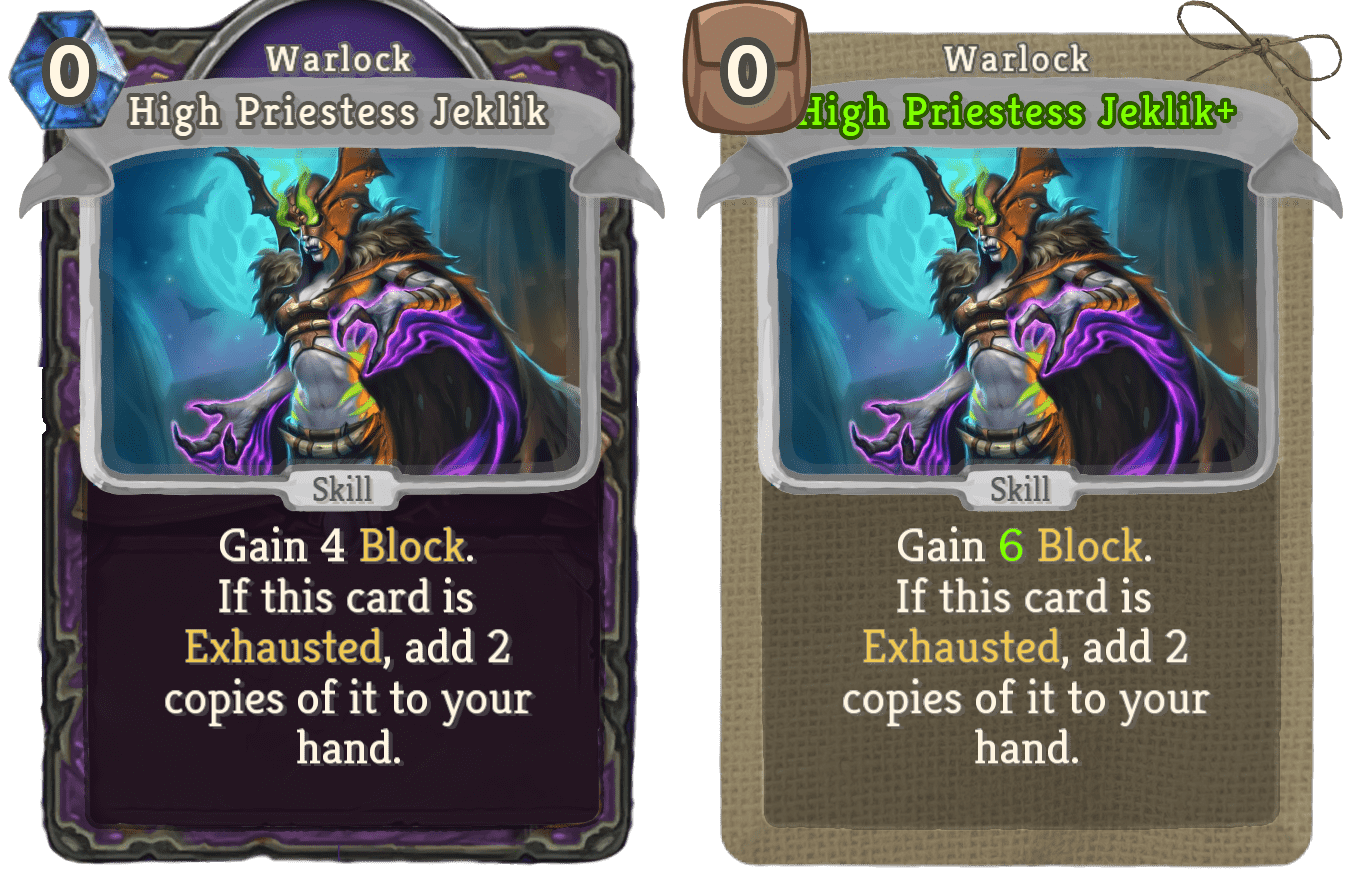 0
Warlock
High Priestess Jeklik
Skill
Gain 4 Block.
If this card is
Exhausted, add 2
copies of it to your
hand.
0
Warlock
High Priestess Jeklik+
Skill
Gain 6 Block.
If this card is
Exhausted, add 2
copies of it to your
hand.